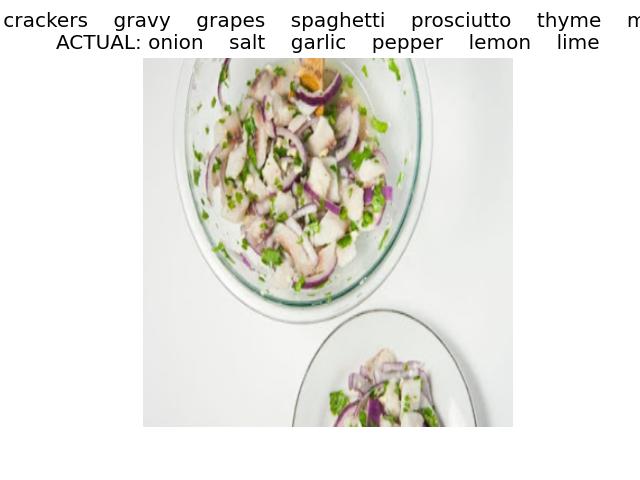 crackers gravy grapes spaghetti prosciutto thyme
ACTUAL: onion salt garlic pepper lemon lime